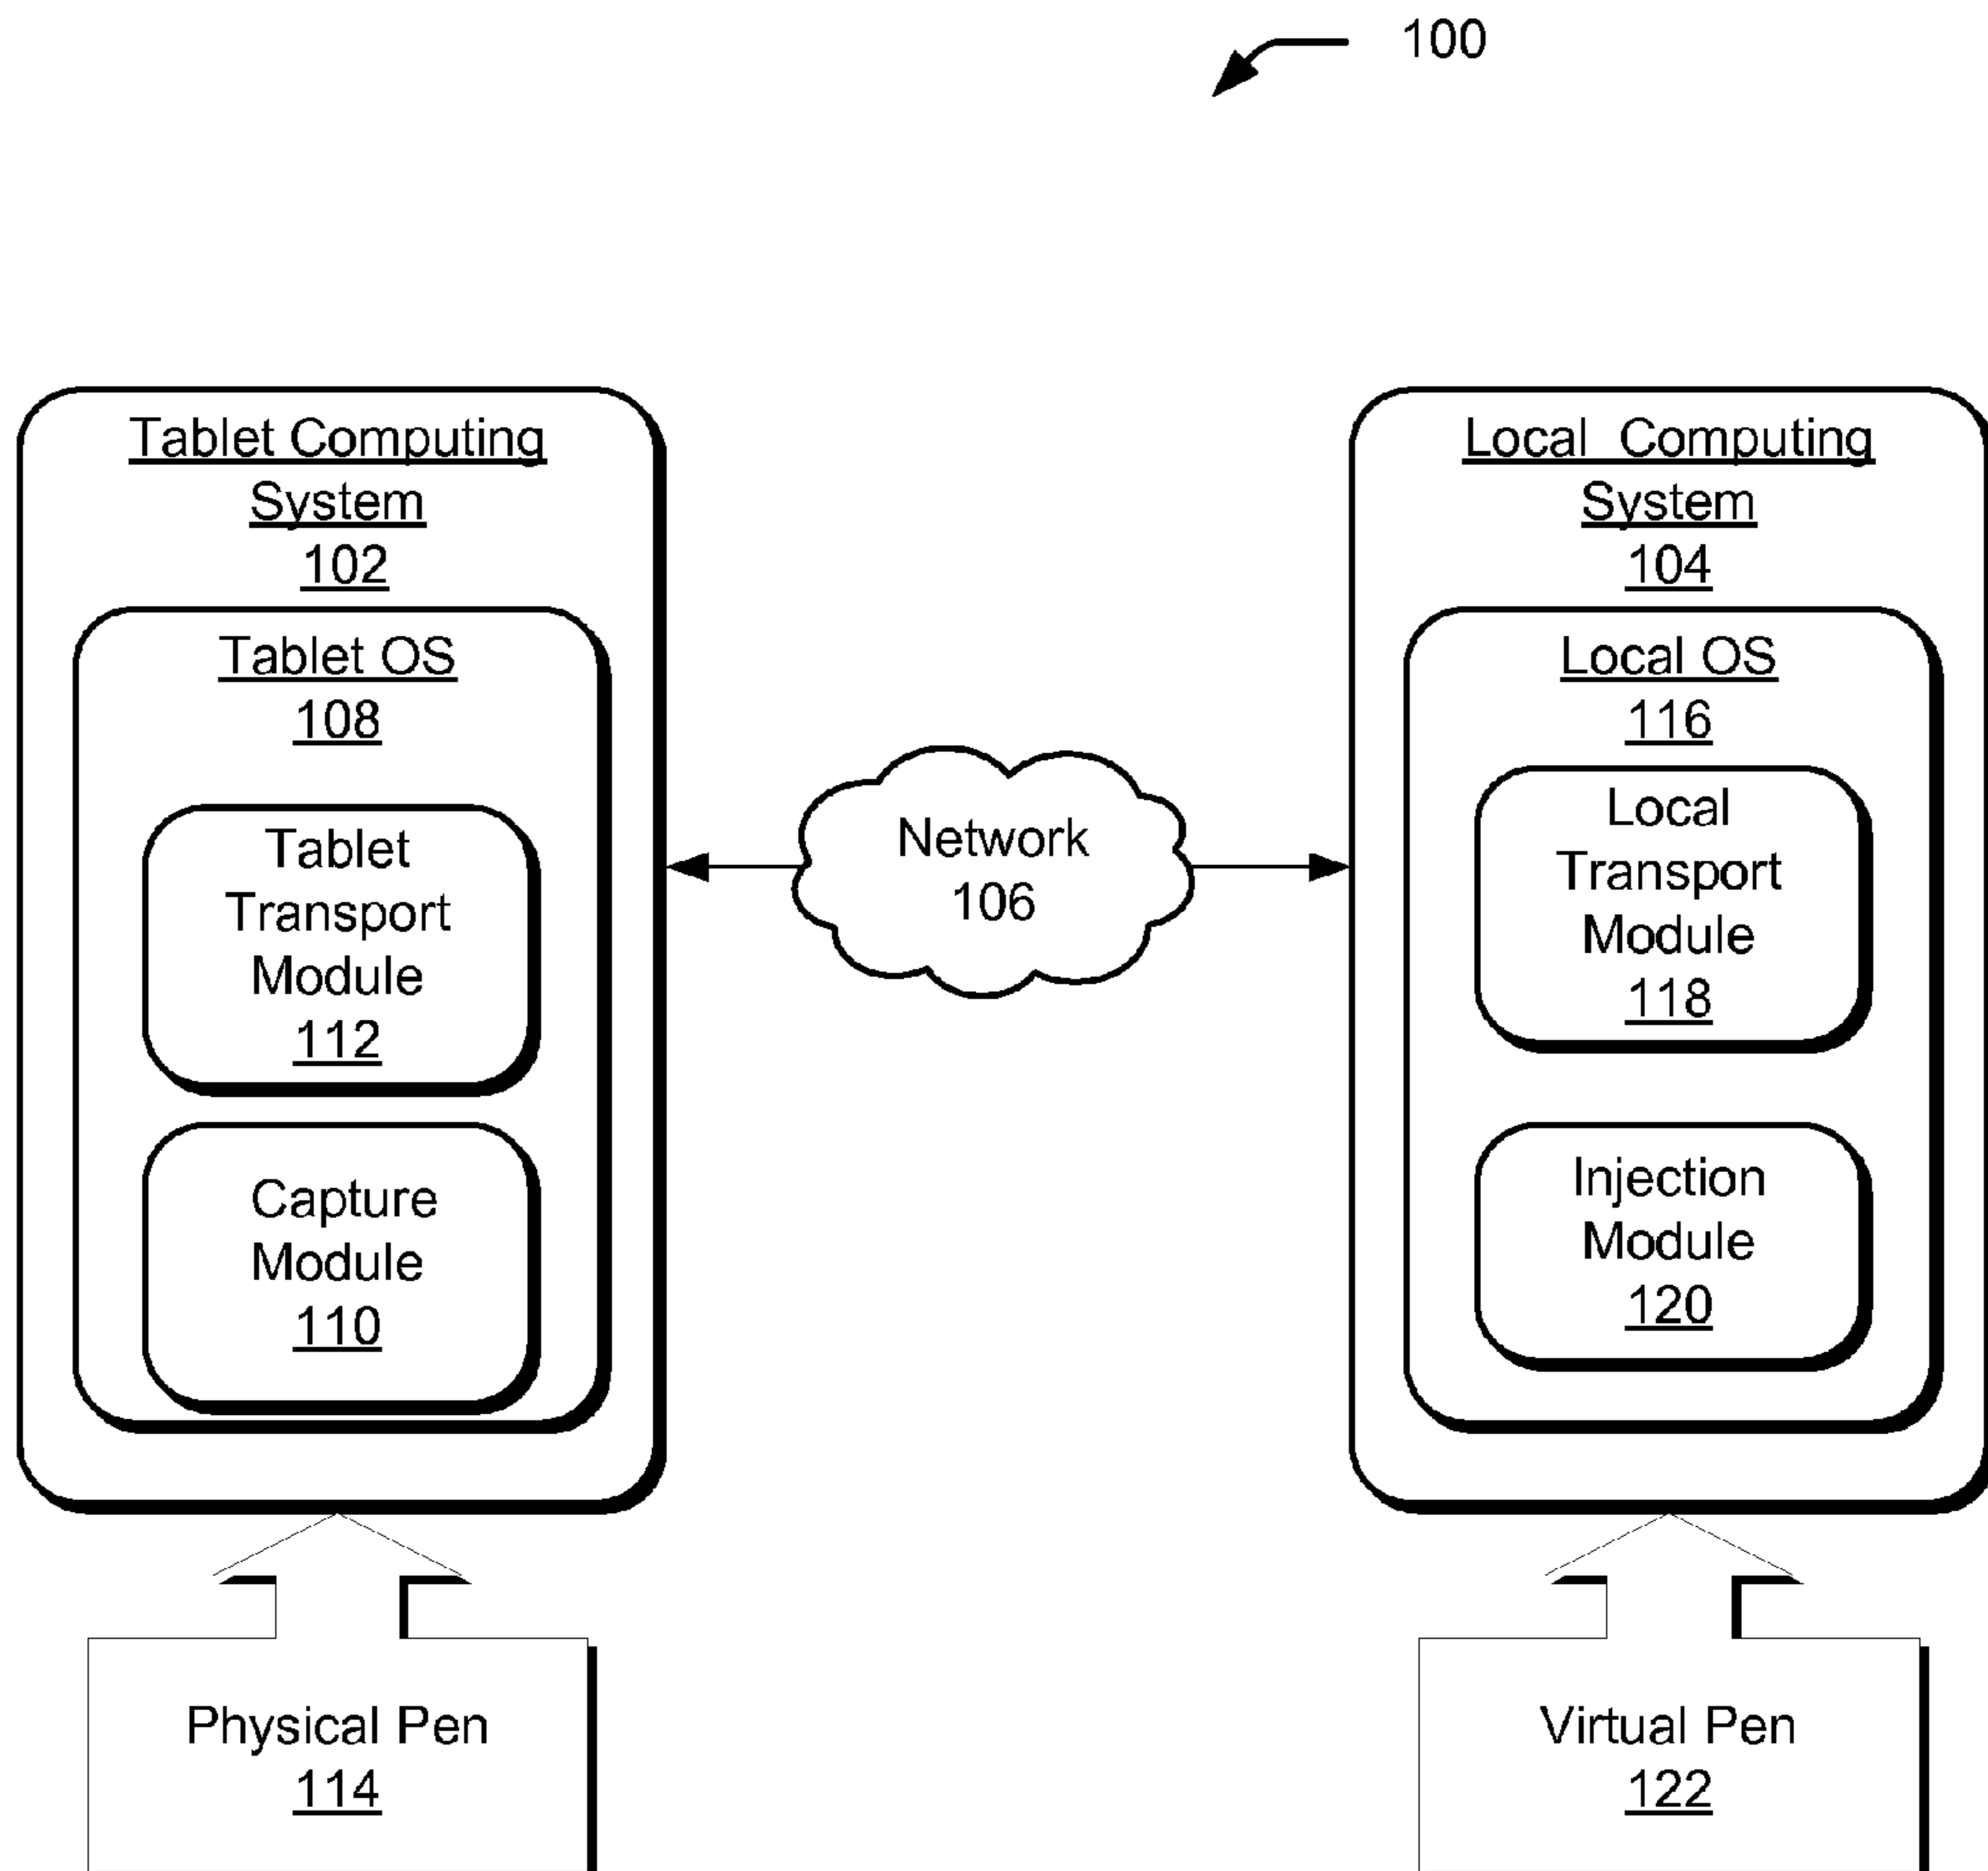 100
Tablet Computing
System
102
Tablet OS
108
Tablet
Transport
Module
112
Capture
Module
110
Physical Pen
114
Network
106
Local Computing
System
104
Local OS
116
Local
Transport
Module
118
Injection
Module
120
Virtual Pen
122